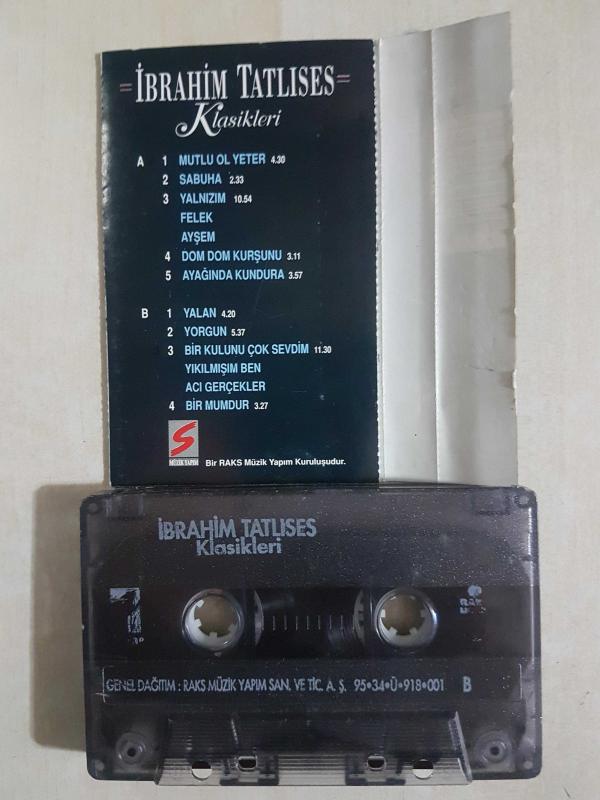 İBRAHİM TATLISES
Klasikleri
A 1 MUTLU OL YETER 4.30
2 SABUHA 2.33
3 YALNIZIM 10.54
FELEK
AYŞEM
4 DOM DOM KURŞUNU 3.11
5 AYAĞINDA KUNDURA 3.57
B 1 YALAN 4.20
2 YORGUN 5.37
3 BİR KULUNU ÇOK SEVDİM 11.30
YIKILMIŞIM BEN
ACI GERÇEKLER
4 BİR MUMDUR 3.27
S
MÜZİK YAPIM
Bir RAKS Müzik Yapım Kuruluşudur.
İBRAHİM TATLISES
Klasikleri
GENEL DAĞITIM : RAKS MÜZİK YAPIM SAN. VE TİC. A. Ş. 95•34•Ü•918•001 B